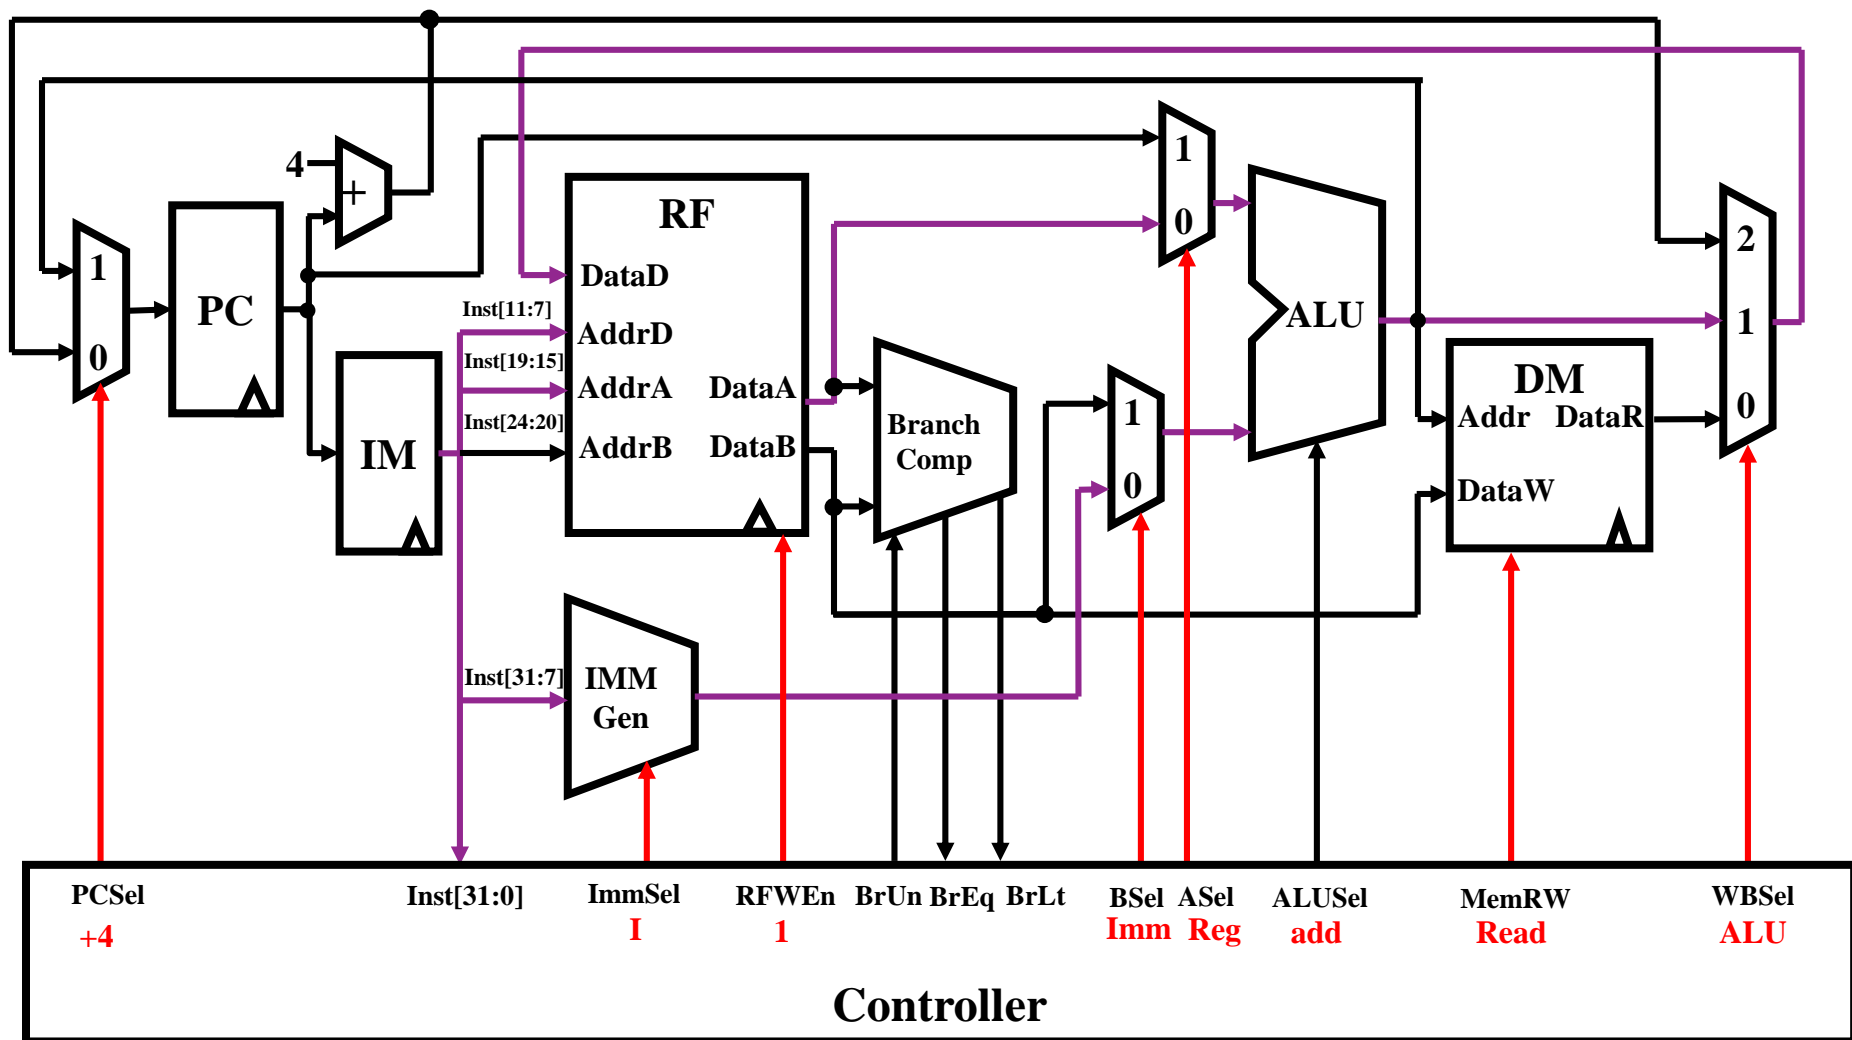 4
+
1
0
PC
IM
Inst[11:7]
Inst[19:15]
Inst[24:20]
Inst[31:7]
RF
DataD
AddrD
AddrA
AddrB
DataA
DataB
IMM
Gen
Branch
Comp
1
0
1
0
ALU
DM
Addr
DataR
DataW
2
1
0
PCSel
+4
Inst[31:0]
ImmSel
I
RFWEn
1
BrUn
BrEq
BrLt
BSel
Imm
ASel
Reg
ALUSel
add
MemRW
Read
WBSel
ALU
Controller